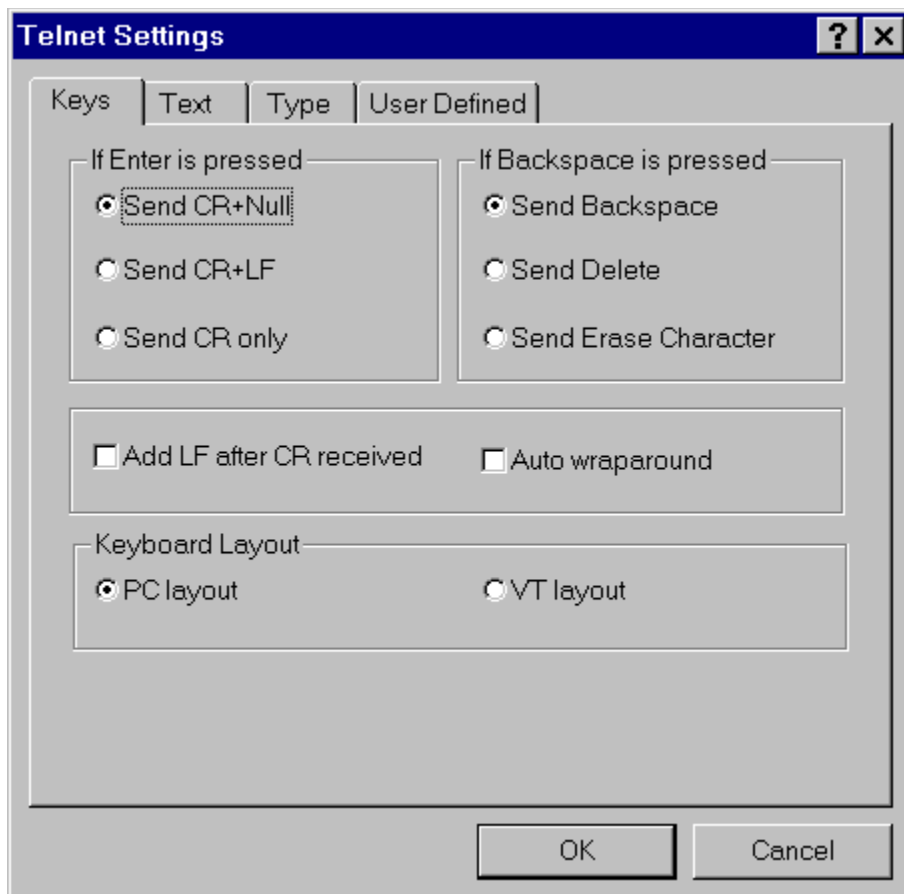 Telnet Settings
Keys Text Type User Defined
If Enter is pressed
Send CR+Null
Send CR+LF
Send CR only
If Backspace is pressed
Send Backspace
Send Delete
Send Erase Character
Add LF after CR received
Auto wraparound
Keyboard Layout
PC layout
VT layout
OK
Cancel